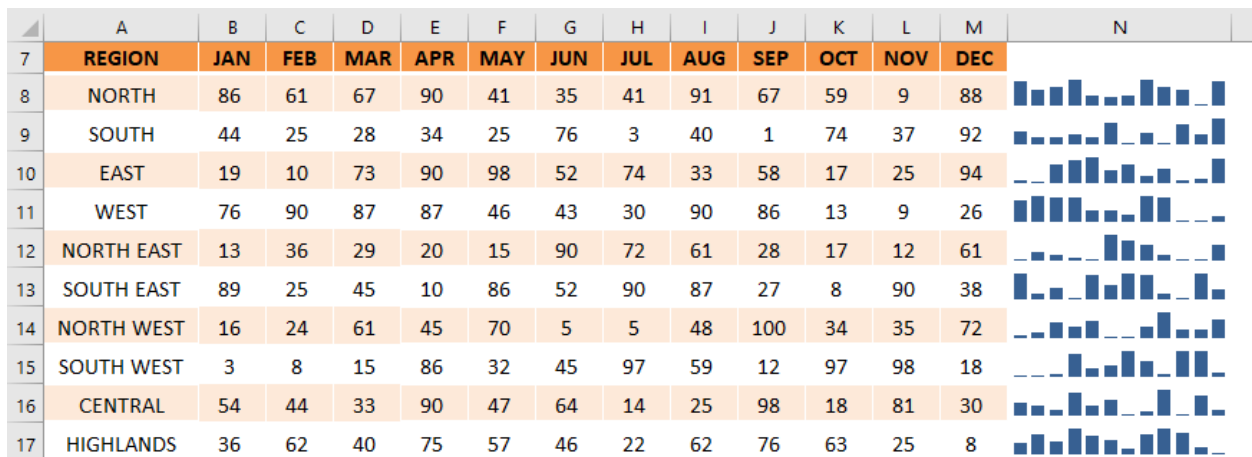 A B C D E F G H I J K L M N
7 REGION JAN FEB MAR APR MAY JUN JUL AUG SEP OCT NOV DEC
8 NORTH 86 61 67 90 41 35 41 91 67 59 9 88
9 SOUTH 44 25 28 34 25 76 3 40 1 74 37 92
10 EAST 19 10 73 90 98 52 74 33 58 17 25 94
11 WEST 76 90 87 87 46 43 30 90 86 13 9 26
12 NORTH EAST 13 36 29 20 15 90 72 61 28 17 12 61
13 SOUTH EAST 89 25 45 10 86 52 90 87 27 8 90 38
14 NORTH WEST 16 24 61 45 70 5 5 48 100 34 35 72
15 SOUTH WEST 3 8 15 86 32 45 97 59 12 97 98 18
16 CENTRAL 54 44 33 90 47 64 14 25 98 18 81 30
17 HIGHLANDS 36 62 40 75 57 46 22 62 76 63 25 8